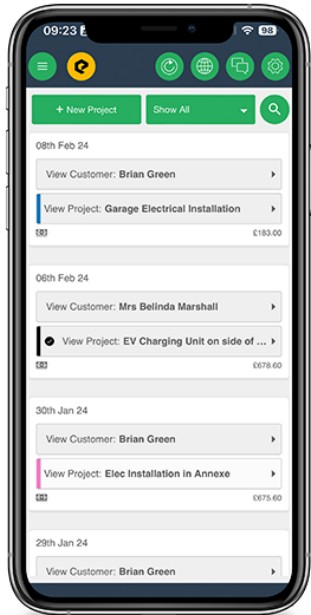 09:23
98
+ New Project
Show All
08th Feb 24
View Customer: Brian Green
View Project: Garage Electrical Installation
£183.00
06th Feb 24
View Customer: Mrs Belinda Marshall
View Project: EV Charging Unit on side of ...
£678.60
30th Jan 24
View Customer: Brian Green
View Project: Elec Installation in Annexe
£675.60
29th Jan 24
View Customer: Brian Green